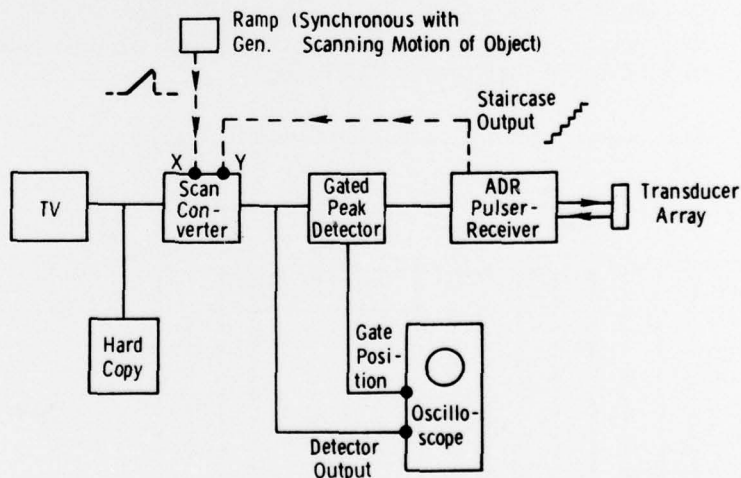 Ramp (Synchronous with
Gen. Scanning Motion of Object)
Staircase
Output
X Y
TV
Scan
Con-
verter
Gated
Peak
Detector
ADR
Pulser-
Receiver
Transducer
Array
Hard
Copy
Gate
Posi-
tion
Oscillo-
scope
Detector
Output